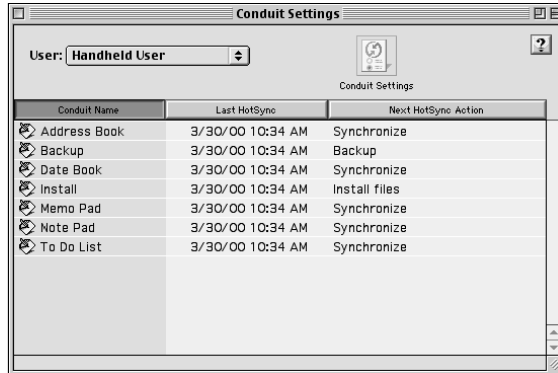 Conduit Settings
User: Handheld User
?
Conduit Settings
Conduit Name Last HotSync Next HotSync Action
Address Book 3/30/00 10:34 AM Synchronize
Backup 3/30/00 10:34 AM Backup
Date Book 3/30/00 10:34 AM Synchronize
Install 3/30/00 10:34 AM Install files
Memo Pad 3/30/00 10:34 AM Synchronize
Note Pad 3/30/00 10:34 AM Synchronize
To Do List 3/30/00 10:34 AM Synchronize